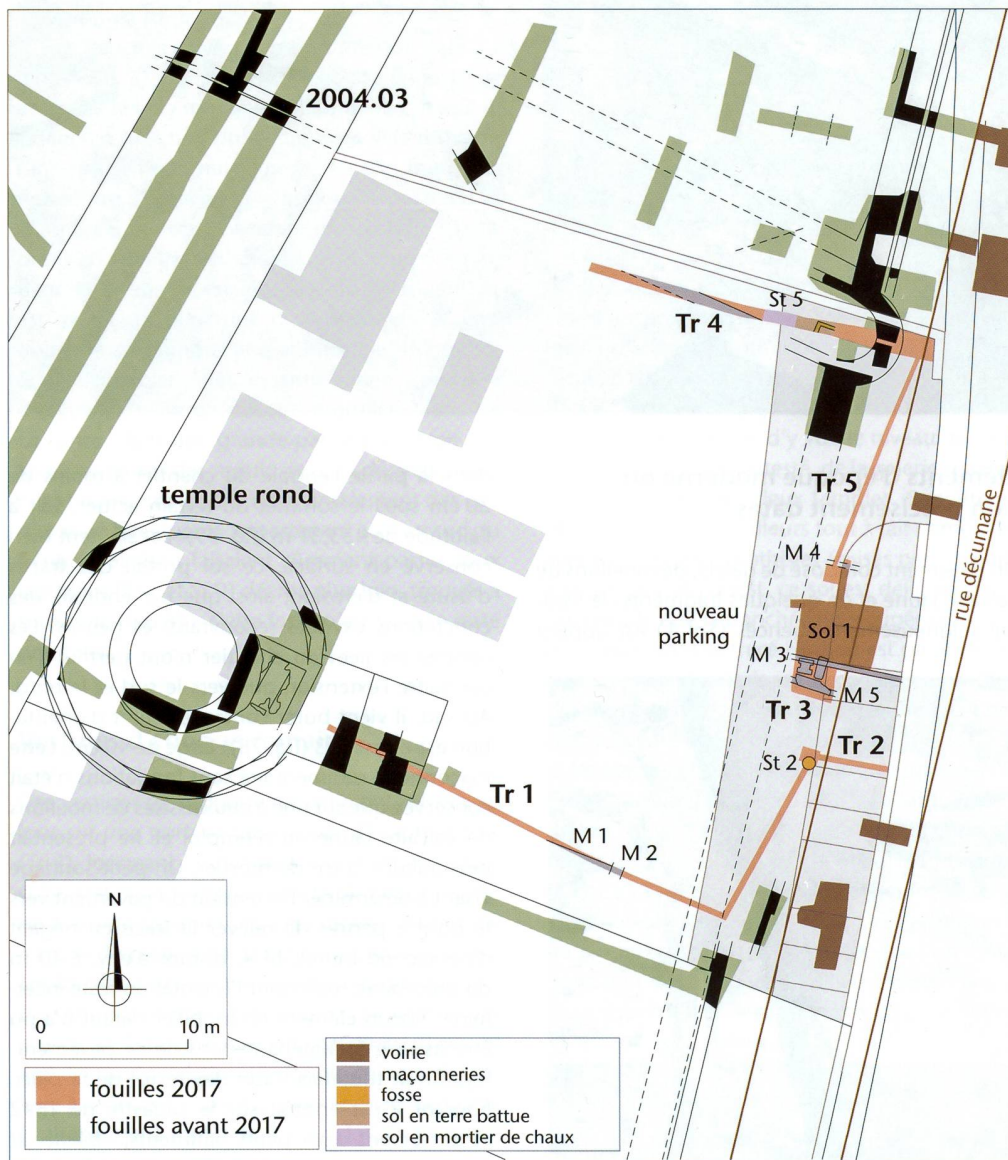 2004.03
St 5
Tr 4
Tr 5
temple rond
M 4
rue décumane
nouveau
parking
Sol 1
M 3
M 5
Tr 3
Tr 2
St 2
Tr 1
M 1
M 2
N
0 10 m
fouilles 2017
fouilles avant 2017
voirie
maçonneries
fosse
sol en terre battue
sol en mortier de chaux